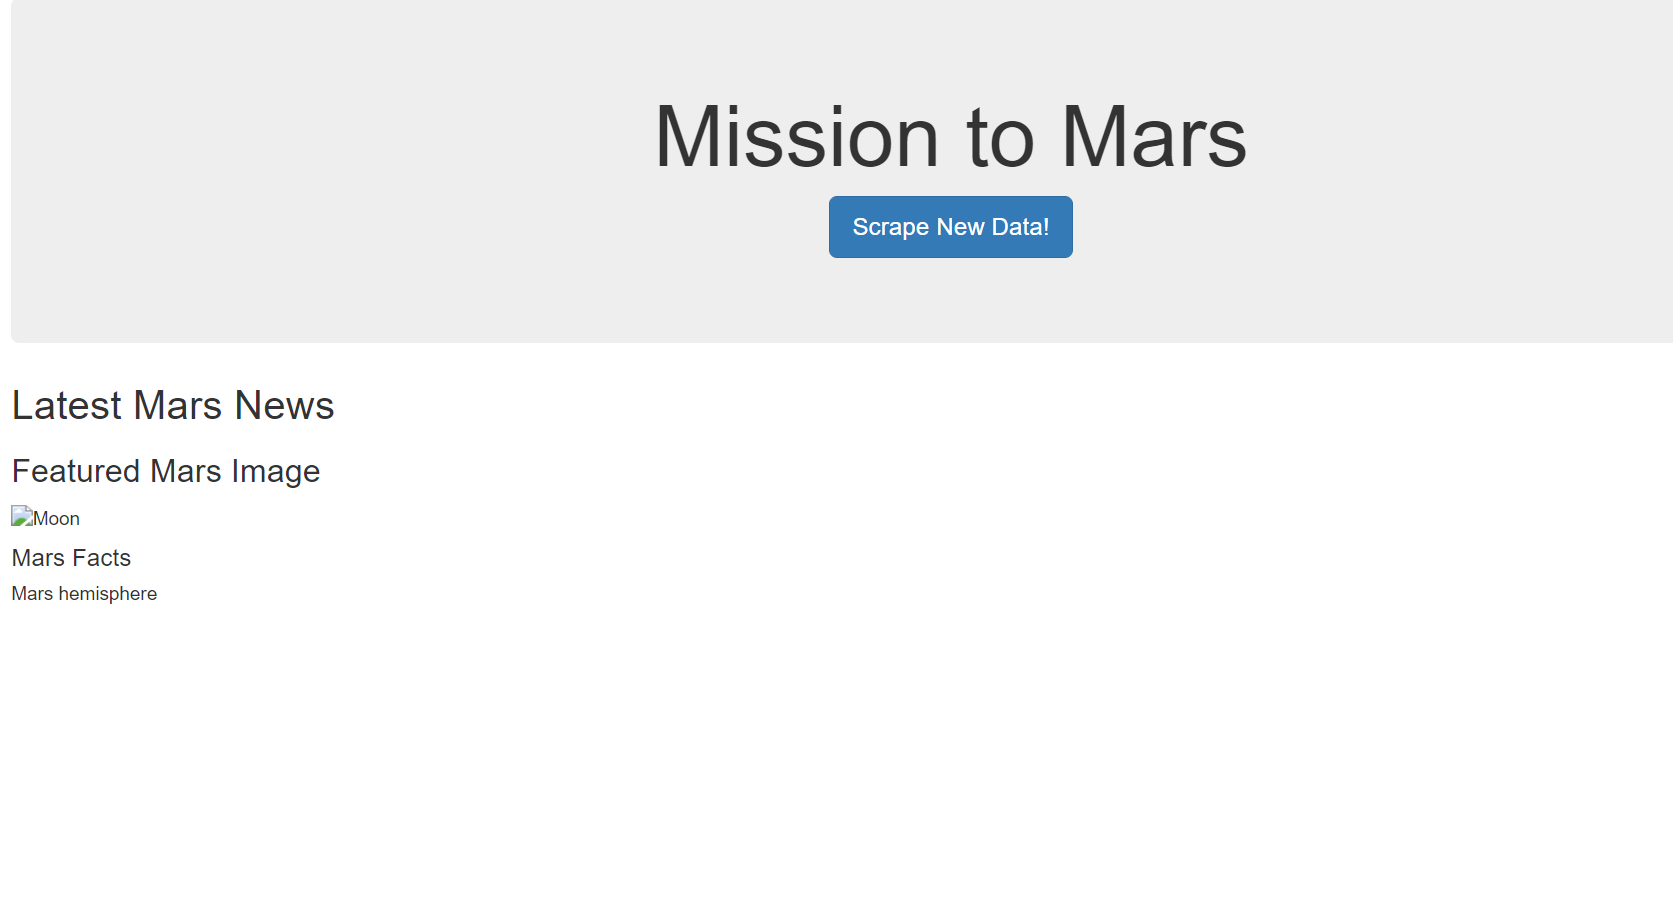 Mission to Mars
Scrape New Data!
Latest Mars News
Featured Mars Image
Moon
Mars Facts
Mars hemisphere